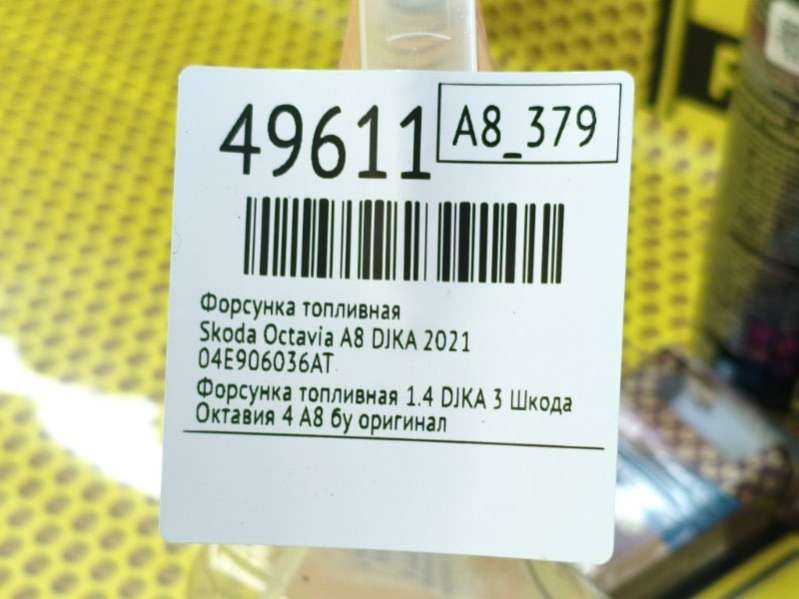 49611
A8_379
Форсунка топливная
Skoda Octavia A8 DJKA 2021
04E906036AT
Форсунка топливная 1.4 DJKA 3 Шкода
Октавия 4 А8 бу оригинал